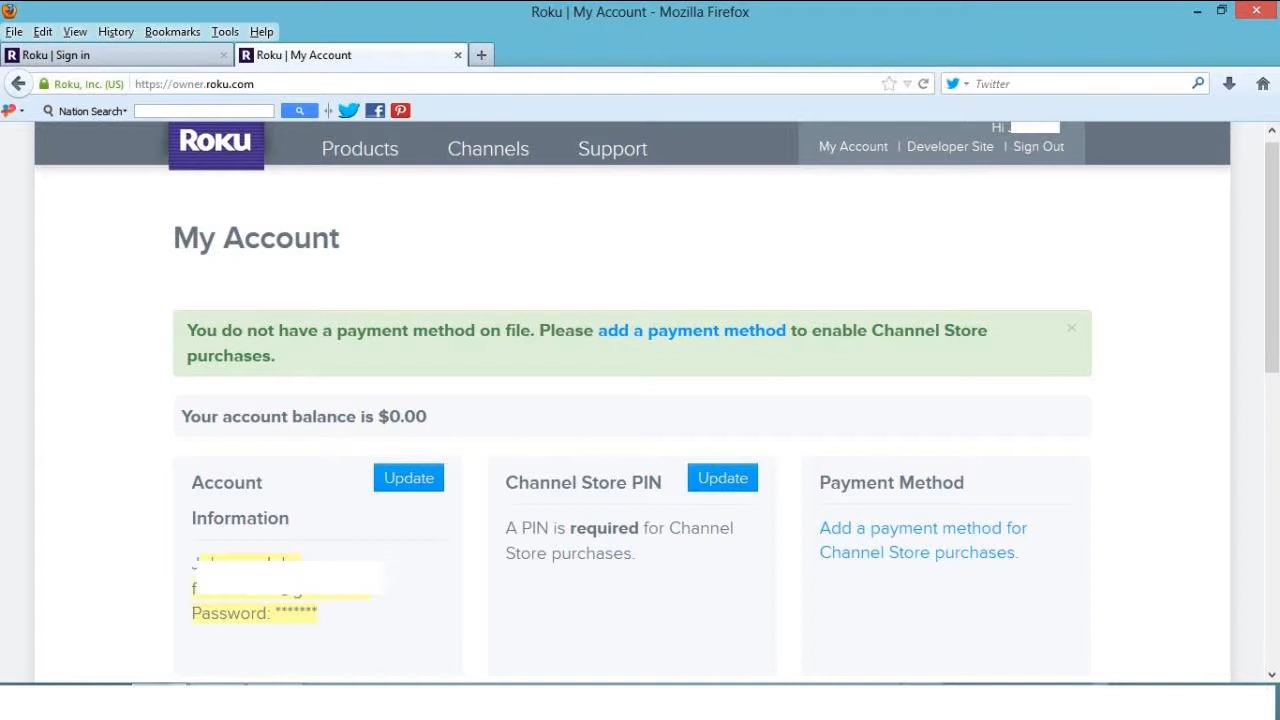 Roku | My Account - Mozilla Firefox
File Edit View History Bookmarks Tools Help
Roku | Sign in
Roku | My Account
Roku, Inc. (US) https://owner.roku.com
Twitter
Nation Search
Hi
Roku Products Channels Support
My Account | Developer Site | Sign Out
My Account
You do not have a payment method on file. Please add a payment method to enable Channel Store
purchases.
Your account balance is $0.00
Account
Information
Update
Password: *******
Channel Store PIN
Update
A PIN is required for Channel
Store purchases.
Payment Method
Add a payment method for
Channel Store purchases.